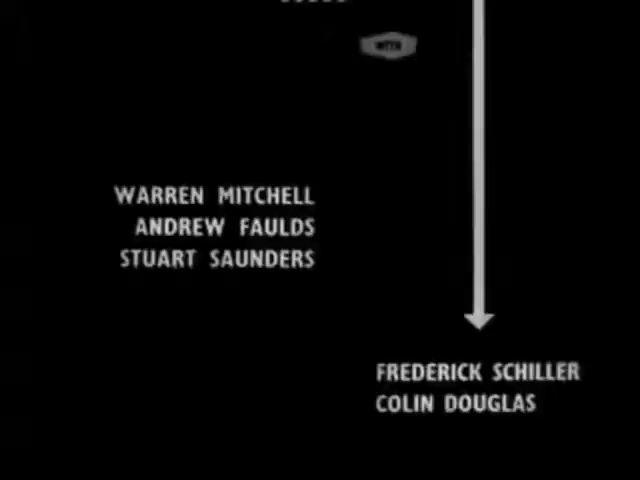 WITH
WARREN MITCHELL
ANDREW FAULDS
STUART SAUNDERS
FREDERICK SCHILLER
COLIN DOUGLAS